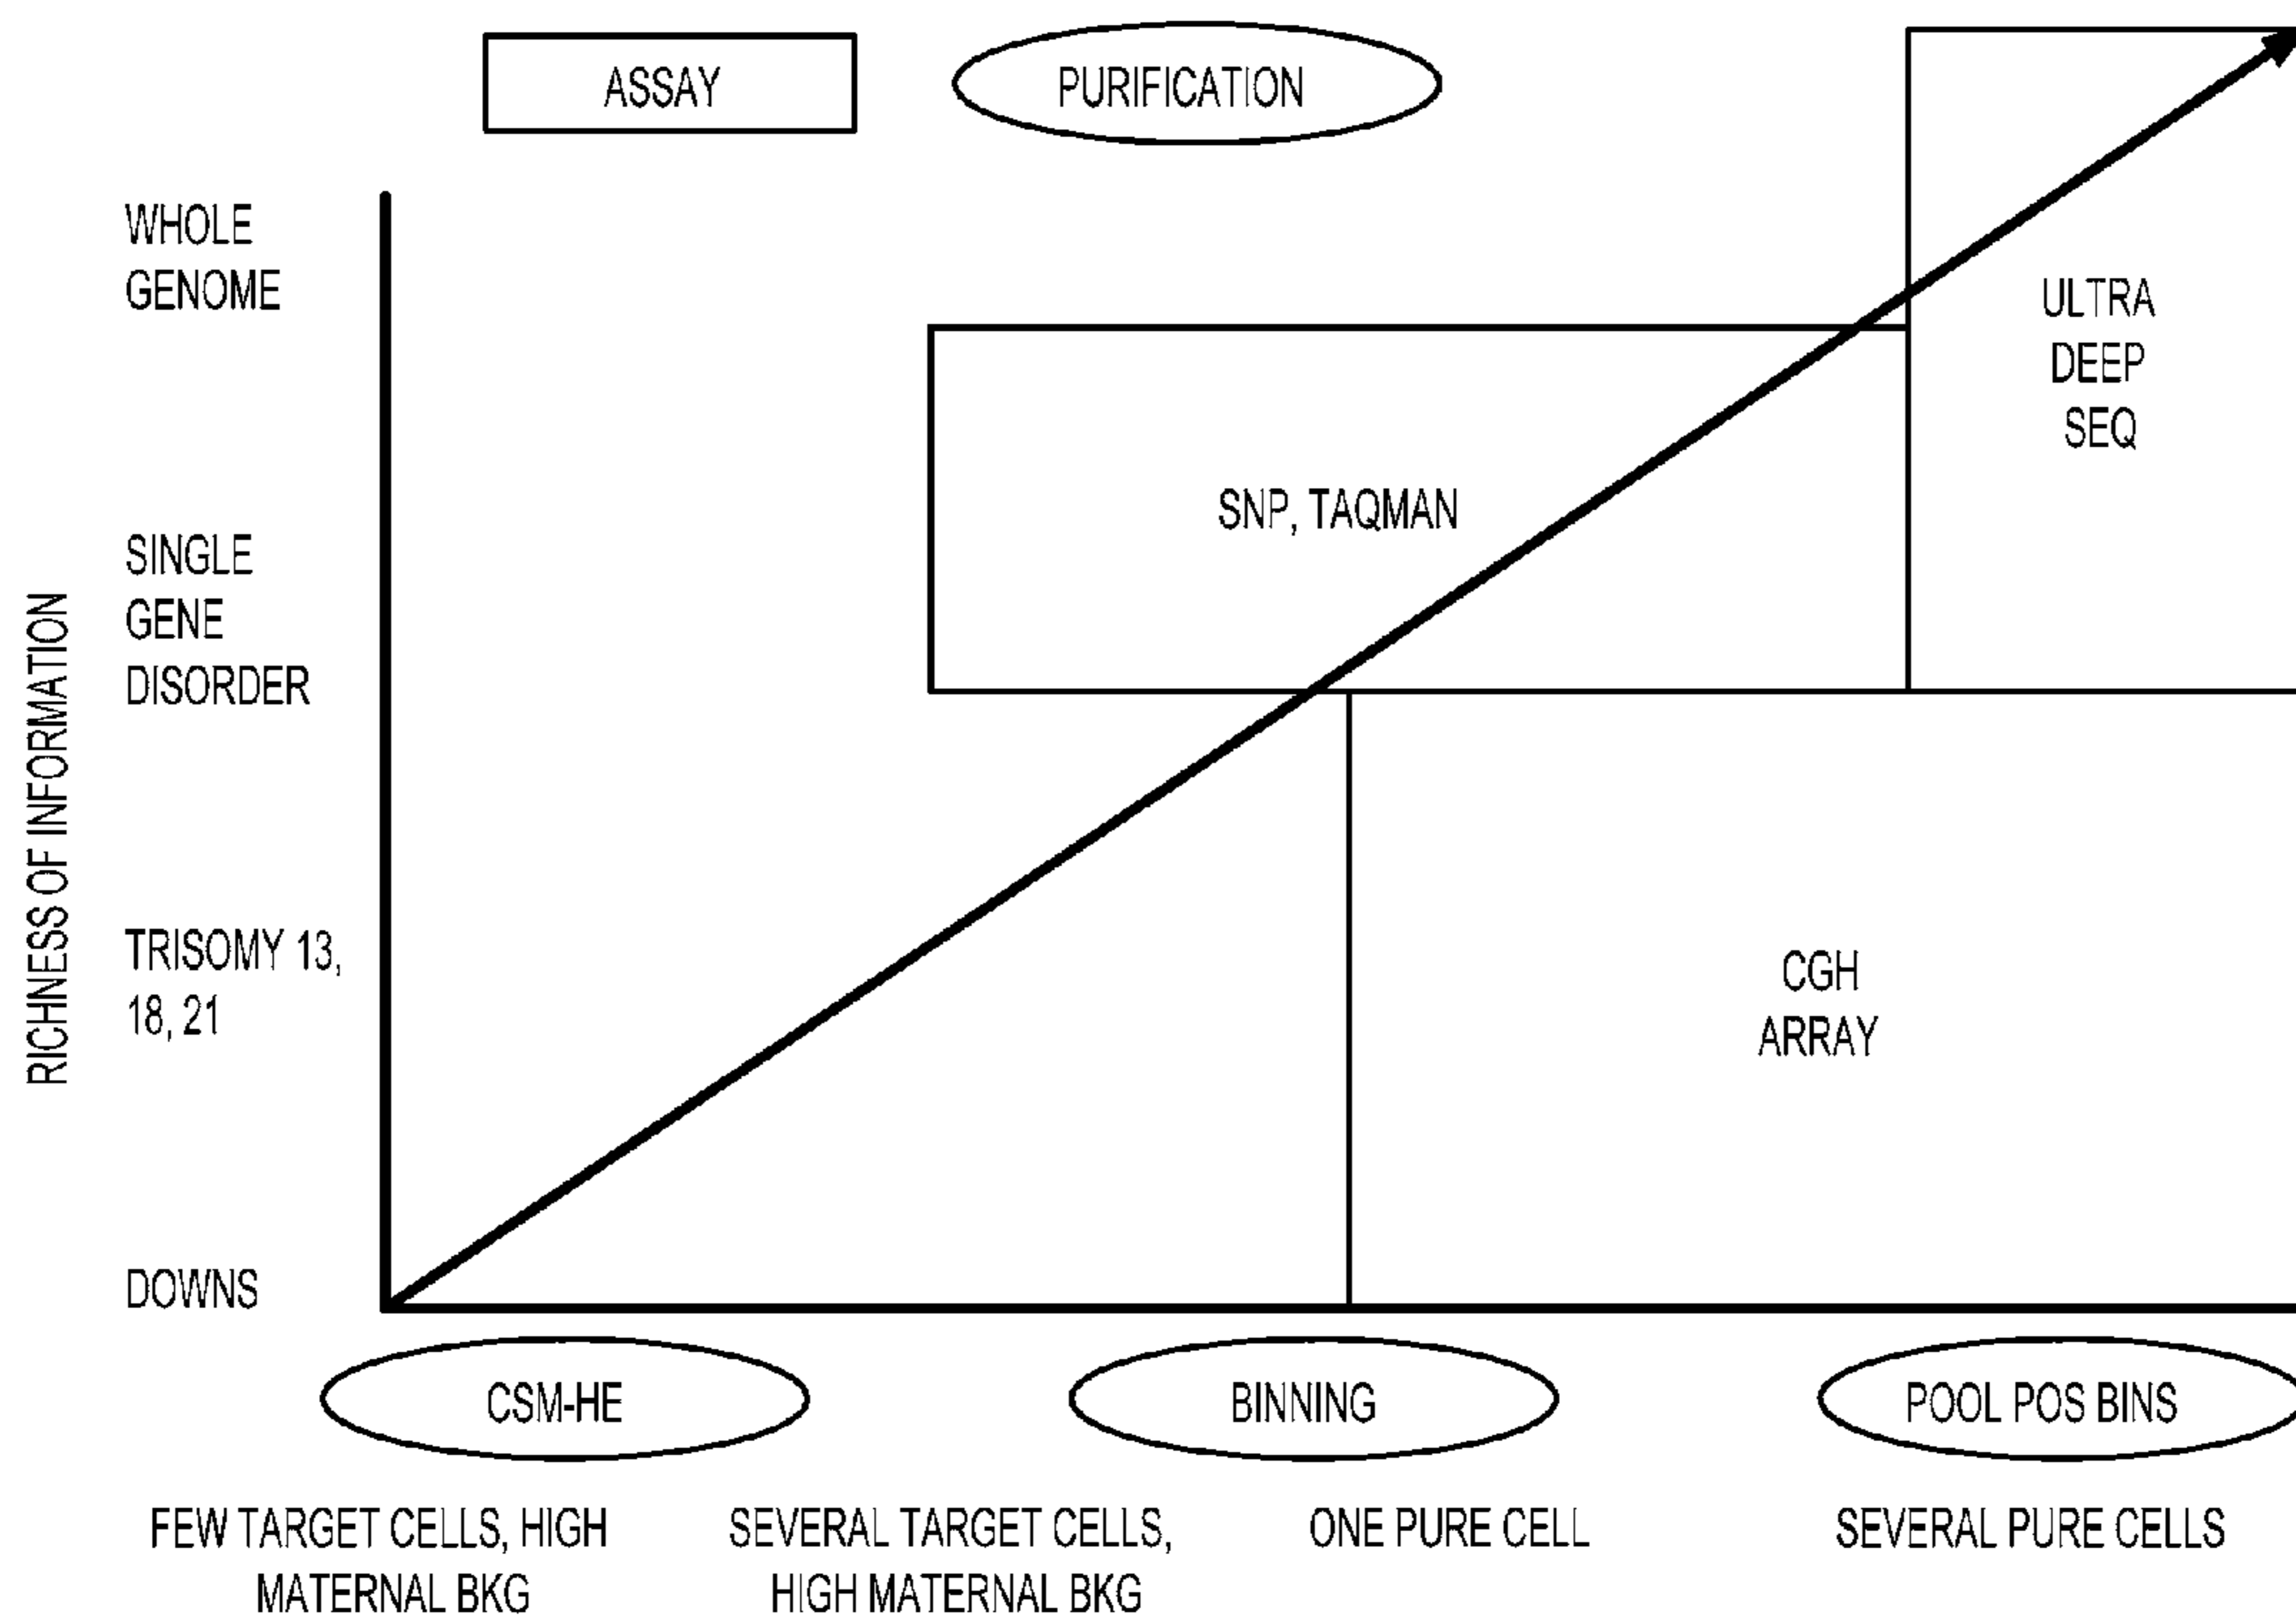 ASSAY
PURIFICATION
WHOLE
GENOME
ULTRA
DEEP
SEQ
SNP, TAQMAN
SINGLE
GENE
DISORDER
RICHNESS OF INFORMATION
TRISOMY 13,
18, 21
CGH
ARRAY
DOWNS
CSM-HE
BINNING
POOL POS BINS
FEW TARGET CELLS, HIGH
MATERNAL BKG
SEVERAL TARGET CELLS,
HIGH MATERNAL BKG
ONE PURE CELL
SEVERAL PURE CELLS